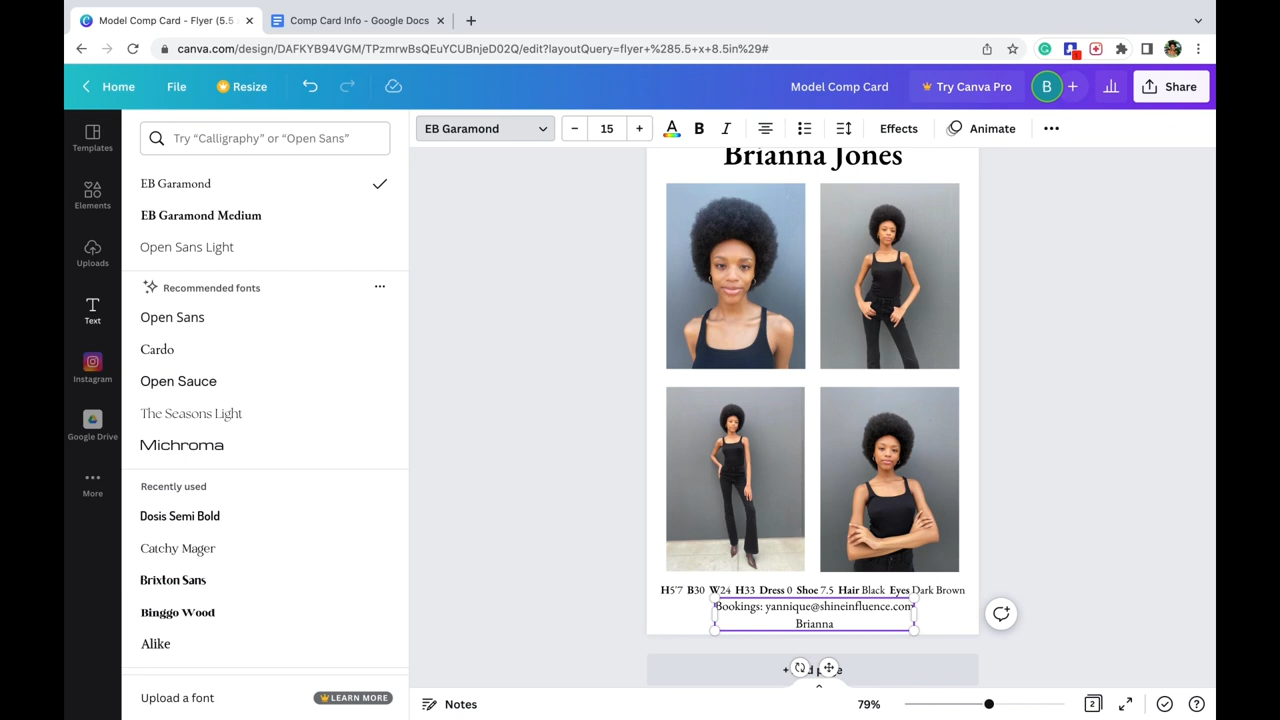 Model Comp Card - Flyer (5.5
Comp Card Info - Google Docs
canva.com/design/DAFKYB94VGM/TPzmrwBsQEuYCUBnjeD02Q/edit?layoutQuery=flyer+%285.5+x+8.5in%29#
Home
File
Resize
Model Comp Card
Try Canva Pro
B
Share
EB Garamond
15
A
B
I
Effects
Animate
Templates
Elements
Uploads
Text
Instagram
Google Drive
More
Try “Calligraphy” or “Open Sans”
EB Garamond
EB Garamond Medium
Open Sans Light
Recommended fonts
Open Sans
Cardo
Open Sauce
The Seasons Light
Michroma
Recently used
Dosis Semi Bold
Catchy Mager
Brixton Sans
Binggo Wood
Alike
Upload a font
LEARN MORE
Brianna Jones
H5'7 B30 W24 H33 Dress 0 Shoe 7.5 Hair Black Eyes Dark Brown
Bookings: yannique@shineinfluence.com
Brianna
Notes
79%
2